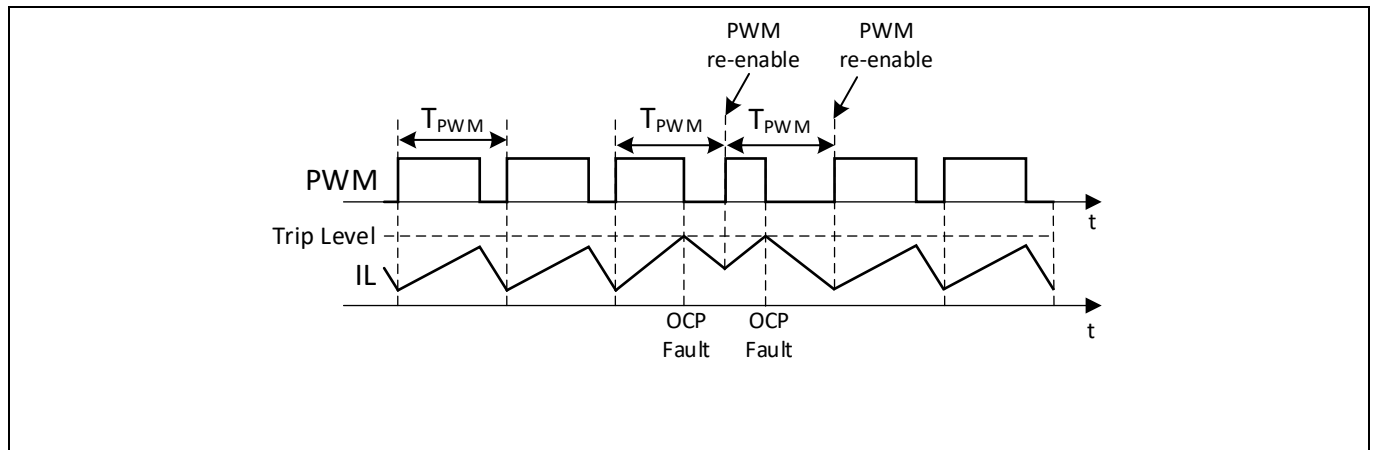 PWM
re-enable
PWM
re-enable
TPWM
TPWM
TPWM
PWM
t
Trip Level
IL
t
OCP
Fault
OCP
Fault